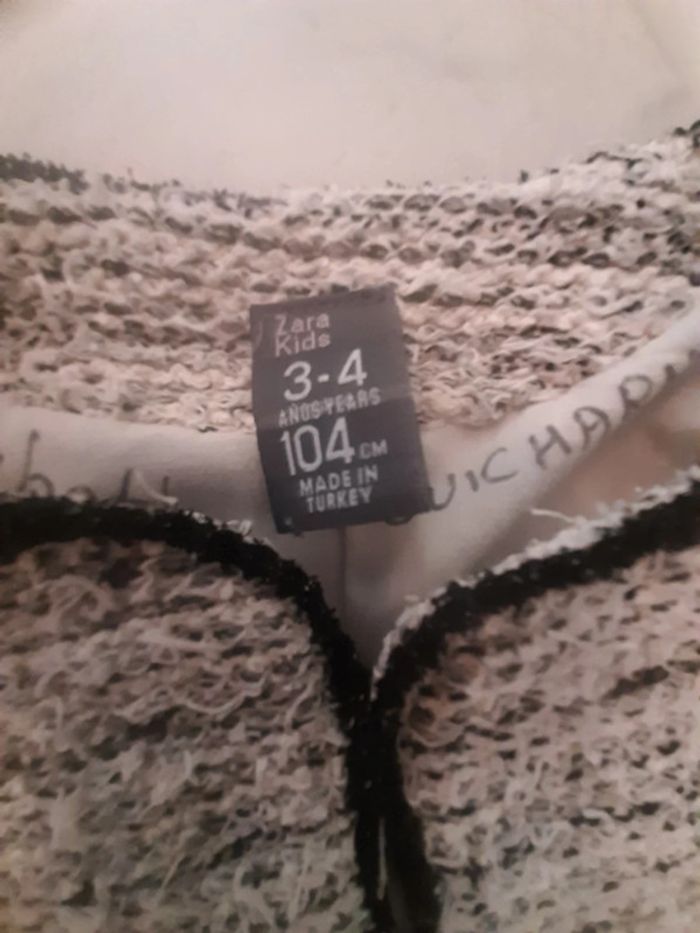 Zara
Kids
3-4
AÑOS YEARS
104 CM
MADE IN
TURKEY